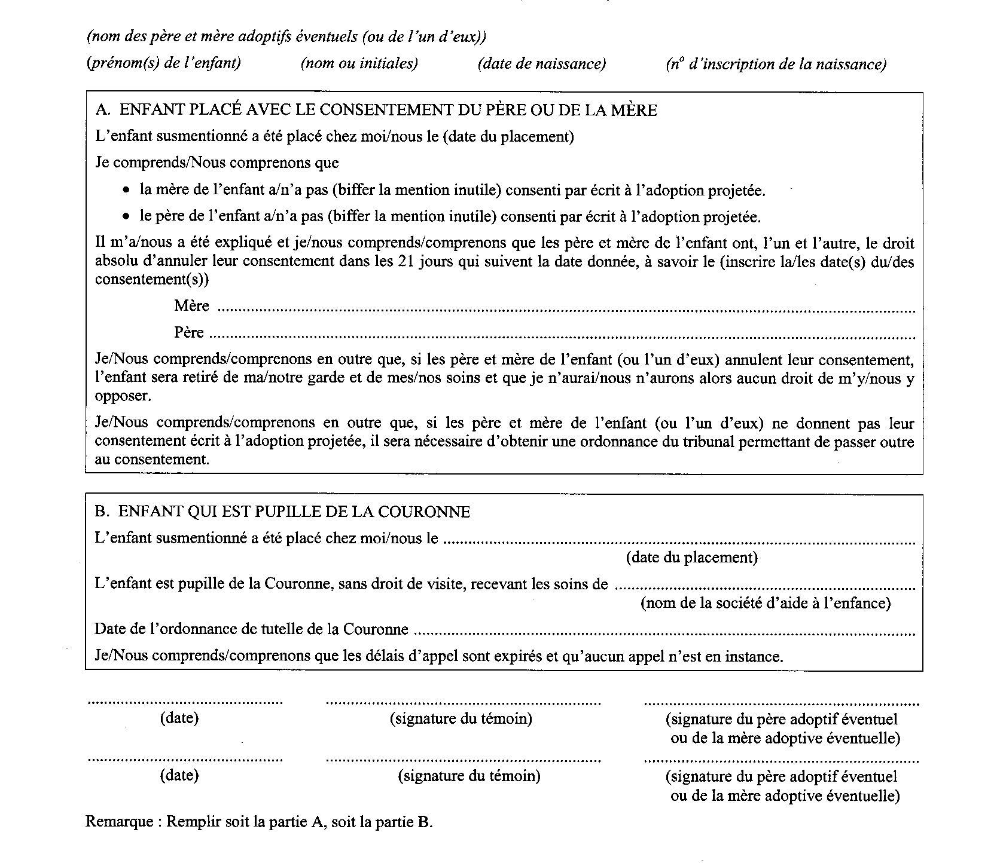 (nom des père et mère adoptifs éventuels (ou de l'un d'eux))
(prénom(s) de l'enfant) (nom ou initiales) (date de naissance) (nº d'inscription de la naissance)
A. ENFANT PLACÉ AVEC LE CONSENTEMENT DU PÈRE OU DE LA MÈRE
L'enfant susmentionné a été placé chez moi/nous le (date du placement)
Je comprends/Nous comprenons que
• la mère de l'enfant a/n'a pas (biffer la mention inutile) consenti par écrit à l'adoption projetée.
• le père de l'enfant a/n'a pas (biffer la mention inutile) consenti par écrit à l'adoption projetée.
Il m'a/nous a été expliqué et je/nous comprends/comprenons que les père et mère de l'enfant ont, l'un et l'autre, le droit
absolu d'annuler leur consentement dans les 21 jours qui suivent la date donnée, à savoir le (inscrire la/les date(s) du/des
consentement(s))
Mère ........................................................................
Père ........................................................................
Je/Nous comprends/comprenons en outre que, si les père et mère de l'enfant (ou l'un d'eux) annulent leur consentement,
l'enfant sera retiré de ma/notre garde et de mes/nos soins et que je n'aurai/nous n'aurons alors aucun droit de m'y/nous y
opposer.
Je/Nous comprends/comprenons en outre que, si les père et mère de l'enfant (ou l'un d'eux) ne donnent pas leur
consentement écrit à l'adoption projetée, il sera nécessaire d'obtenir une ordonnance du tribunal permettant de passer outre
au consentement.
B. ENFANT QUI EST PUPILLE DE LA COURONNE
L'enfant susmentionné a été placé chez moi/nous le ........................................................................
(date du placement)
L'enfant est pupille de la Couronne, sans droit de visite, recevant les soins de ................................................
(nom de la société d'aide à l'enfance)
Date de l'ordonnance de tutelle de la Couronne ........................................................................
Je/Nous comprends/comprenons que les délais d'appel sont expirés et qu'aucun appel n'est en instance.
................................ ................................ ................................
(date) (signature du témoin) (signature du père adoptif éventuel
ou de la mère adoptive éventuelle)
................................ ................................ ................................
(date) (signature du témoin) (signature du père adoptif éventuel
ou de la mère adoptive éventuelle)
Remarque : Remplir soit la partie A, soit la partie B.